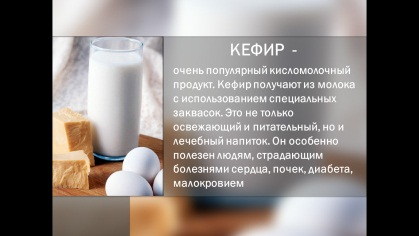 КЕФИР -
очень популярный кисломолочный
продукт. Кефир получают из молока
с использованием специальных
заквасок. Это не только
освежающий и питательный, но и
лечебный напиток. Он особенно
полезен людям, страдающим
болезнями сердца, почек, диабета,
малокровием